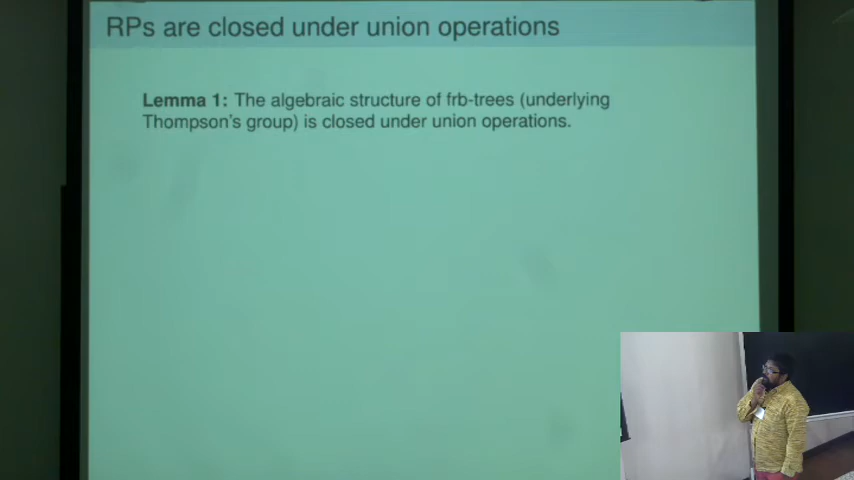 RPs are closed under union operations
Lemma 1: The algebraic structure of frb-trees (underlying
Thompson's group) is closed under union operations.